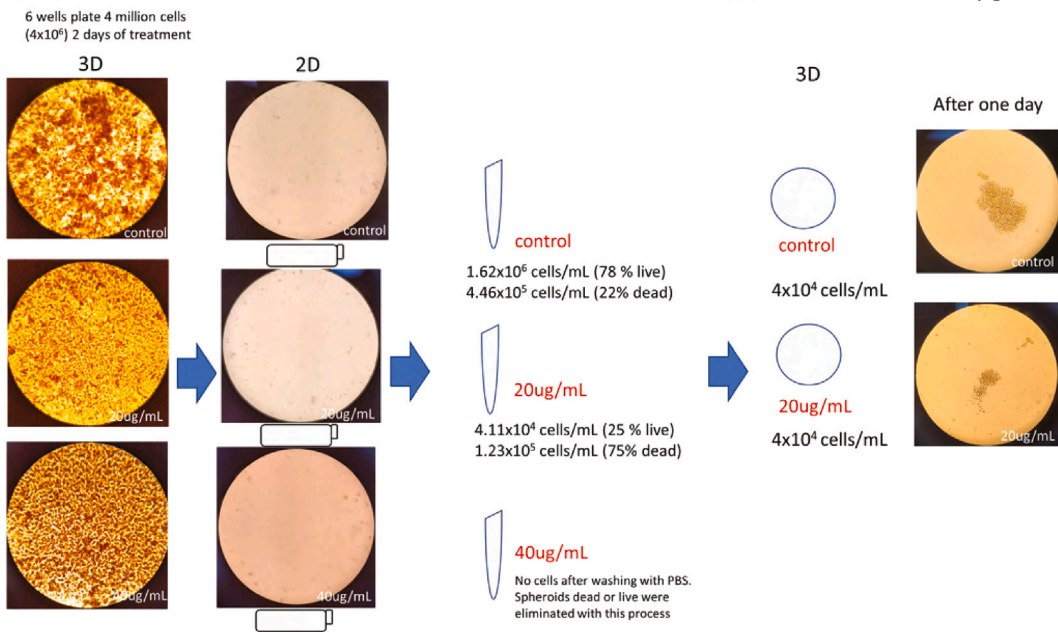 6 wells plate 4 million cells
(4x10⁶) 2 days of treatment
3D
2D
3D
After one day
control
control
control
1.62x10⁶ cells/mL (78 % live)
4.46x10⁵ cells/mL (22% dead)
control
4x10⁴ cells/mL
control
20ug/mL
20ug/mL
20ug/mL
4.11x10⁴ cells/mL (25 % live)
1.23x10⁵ cells/mL (75% dead)
20ug/mL
4x10⁴ cells/mL
20ug/mL
40ug/mL
40ug/mL
40ug/mL
No cells after washing with PBS.
Spheroids dead or live were
eliminated with this process